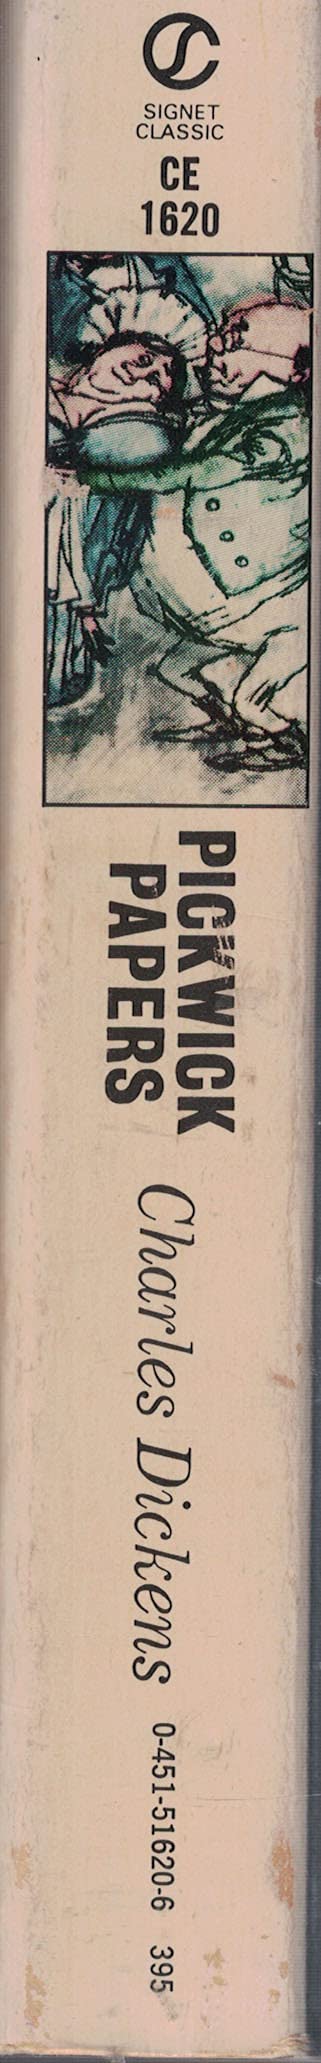 SIGNET
CLASSIC
CE
1620
PICKWICK
PAPERS
Charles Dickens
0-451-51620-6 395